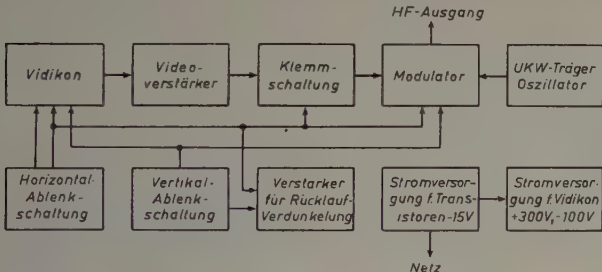 HF-Ausgang
Vidikon
Video-
verstärker
Klemm-
schaltung
Modulator
UKW-Träger
Oszillator
Horizontal-
Ablenk-
schaltung
Vertikal-
Ablenk-
schaltung
Verstarker
für Rücklauf-
Verdunkelung
Stromversor-
gung f. Trans-
istoren-15V
Stromversor-
gung f. Vidikon
+300V,-100V
Netz